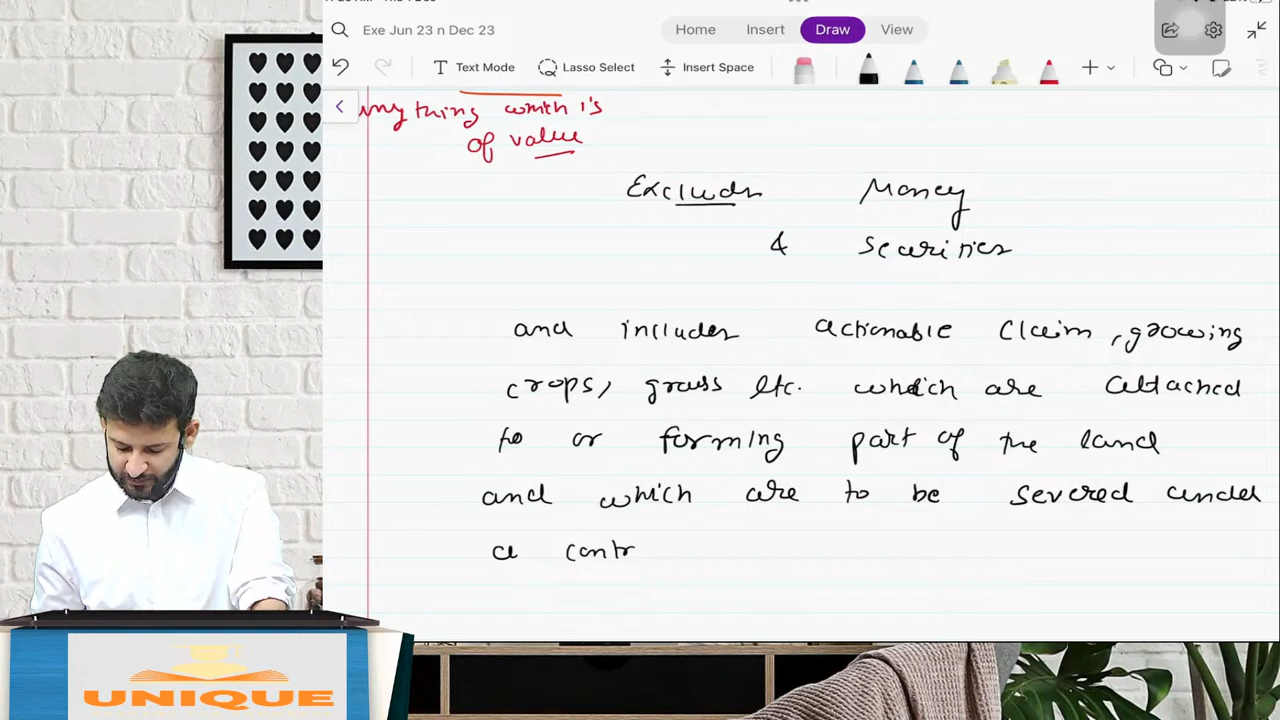 Exe Jun 23 n Dec 23
Home Insert Draw View
Text Mode Lasso Select Insert Space
anything which is
of value
Excludes Money
& Securities
and includes actionable claim, growing
crops, grass etc. which are attached
to or forming part of the land
and which are to be severed under
a contr
UNIQUE